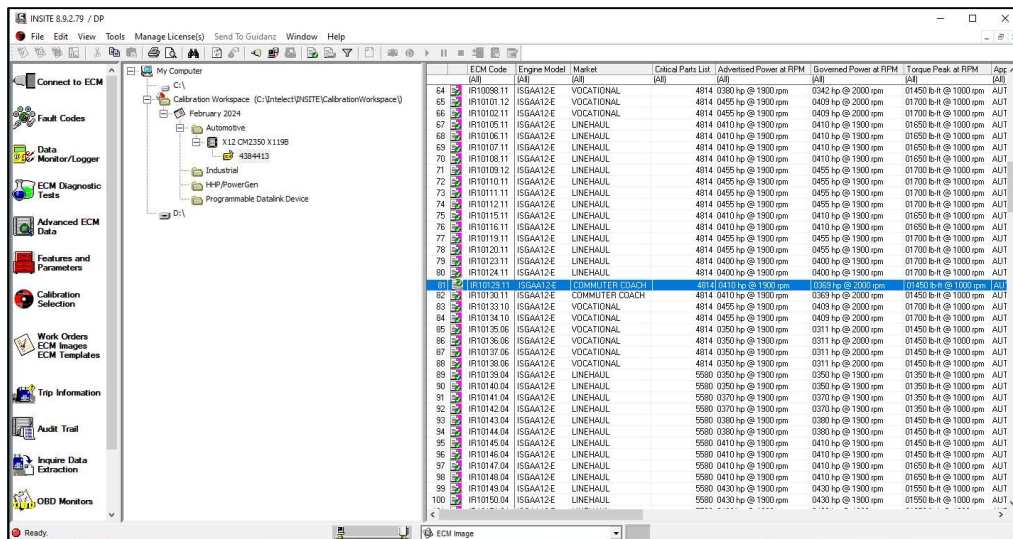 INSITE 8.9.2.79 / DP
File Edit View Tools Manage License(s) Send To Guidanz Window Help
Connect to ECM
Fault Codes
Data
Monitor/Logger
ECM Diagnostic
Tests
Advanced ECM
Data
Features and
Parameters
Calibration
Selection
Work Orders
ECM Images
ECM Templates
Trip Information
Audit Trail
Inquire Data
Extraction
OBD Monitors
My Computer
C:\
Calibration Workspace (C:\Intelect\INSITE\CalibrationWorkspace\)
February 2024
Automotive
X12 CM2350 X119B
4384413
Industrial
HHP/PowerGen
Programmable Datalink Device
D:\
ECM Code Engine Model Market Critical Parts List Advertised Power at RPM Governed Power at RPM Torque Peak at RPM App
(All) (All) (All) (All) (All) (All) (All) (All)
64 IR10098.11 ISGAA12-E VOCATIONAL 4814 0380 hp @ 1900 rpm 0342 hp @ 2000 rpm 01450 lb-ft @ 1000 rpm AUT
65 IR10101.12 ISGAA12-E VOCATIONAL 4814 0455 hp @ 1900 rpm 0409 hp @ 2000 rpm 01700 lb-ft @ 1000 rpm AUT
66 IR10102.11 ISGAA12-E VOCATIONAL 4814 0455 hp @ 1900 rpm 0409 hp @ 2000 rpm 01700 lb-ft @ 1000 rpm AUT
67 IR10105.11 ISGAA12-E LINEHAUL 4814 0410 hp @ 1900 rpm 0410 hp @ 1900 rpm 01650 lb-ft @ 1000 rpm AUT
68 IR10106.11 ISGAA12-E LINEHAUL 4814 0410 hp @ 1900 rpm 0410 hp @ 1900 rpm 01650 lb-ft @ 1000 rpm AUT
69 IR10107.11 ISGAA12-E LINEHAUL 4814 0410 hp @ 1900 rpm 0410 hp @ 1900 rpm 01650 lb-ft @ 1000 rpm AUT
70 IR10108.11 ISGAA12-E LINEHAUL 4814 0410 hp @ 1900 rpm 0410 hp @ 1900 rpm 01650 lb-ft @ 1000 rpm AUT
71 IR10109.12 ISGAA12-E LINEHAUL 4814 0455 hp @ 1900 rpm 0455 hp @ 1900 rpm 01700 lb-ft @ 1000 rpm AUT
72 IR10110.11 ISGAA12-E LINEHAUL 4814 0455 hp @ 1900 rpm 0455 hp @ 1900 rpm 01700 lb-ft @ 1000 rpm AUT
73 IR10111.11 ISGAA12-E LINEHAUL 4814 0455 hp @ 1900 rpm 0455 hp @ 1900 rpm 01700 lb-ft @ 1000 rpm AUT
74 IR10112.11 ISGAA12-E LINEHAUL 4814 0455 hp @ 1900 rpm 0455 hp @ 1900 rpm 01700 lb-ft @ 1000 rpm AUT
75 IR10115.11 ISGAA12-E LINEHAUL 4814 0410 hp @ 1900 rpm 0410 hp @ 1900 rpm 01650 lb-ft @ 1000 rpm AUT
76 IR10116.11 ISGAA12-E LINEHAUL 4814 0410 hp @ 1900 rpm 0410 hp @ 1900 rpm 01650 lb-ft @ 1000 rpm AUT
77 IR10119.11 ISGAA12-E LINEHAUL 4814 0455 hp @ 1900 rpm 0455 hp @ 1900 rpm 01700 lb-ft @ 1000 rpm AUT
78 IR10120.11 ISGAA12-E LINEHAUL 4814 0455 hp @ 1900 rpm 0455 hp @ 1900 rpm 01700 lb-ft @ 1000 rpm AUT
79 IR10123.11 ISGAA12-E LINEHAUL 4814 0400 hp @ 1900 rpm 0400 hp @ 1900 rpm 01700 lb-ft @ 1000 rpm AUT
80 IR10124.11 ISGAA12-E LINEHAUL 4814 0400 hp @ 1900 rpm 0400 hp @ 1900 rpm 01700 lb-ft @ 1000 rpm AUT
81 IR10129.11 ISGAA12-E COMMUTER COACH 4814 0410 hp @ 1900 rpm 0369 hp @ 2000 rpm 01450 lb-ft @ 1000 rpm AUT
82 IR10130.11 ISGAA12-E COMMUTER COACH 4814 0410 hp @ 1900 rpm 0369 hp @ 2000 rpm 01450 lb-ft @ 1000 rpm AUT
83 IR10133.10 ISGAA12-E VOCATIONAL 4814 0455 hp @ 1900 rpm 0409 hp @ 2000 rpm 01700 lb-ft @ 1000 rpm AUT
84 IR10134.10 ISGAA12-E VOCATIONAL 4814 0455 hp @ 1900 rpm 0409 hp @ 2000 rpm 01700 lb-ft @ 1000 rpm AUT
85 IR10135.06 ISGAA12-E VOCATIONAL 4814 0350 hp @ 1900 rpm 0311 hp @ 2000 rpm 01450 lb-ft @ 1000 rpm AUT
86 IR10136.06 ISGAA12-E VOCATIONAL 4814 0350 hp @ 1900 rpm 0311 hp @ 2000 rpm 01450 lb-ft @ 1000 rpm AUT
87 IR10137.06 ISGAA12-E VOCATIONAL 4814 0350 hp @ 1900 rpm 0311 hp @ 2000 rpm 01450 lb-ft @ 1000 rpm AUT
88 IR10138.06 ISGAA12-E VOCATIONAL 4814 0350 hp @ 1900 rpm 0311 hp @ 2000 rpm 01450 lb-ft @ 1000 rpm AUT
89 IR10139.04 ISGAA12-E LINEHAUL 5580 0350 hp @ 1900 rpm 0350 hp @ 1900 rpm 01350 lb-ft @ 1000 rpm AUT
90 IR10140.04 ISGAA12-E LINEHAUL 5580 0350 hp @ 1900 rpm 0350 hp @ 1900 rpm 01350 lb-ft @ 1000 rpm AUT
91 IR10141.04 ISGAA12-E LINEHAUL 5580 0370 hp @ 1900 rpm 0370 hp @ 1900 rpm 01350 lb-ft @ 1000 rpm AUT
92 IR10142.04 ISGAA12-E LINEHAUL 5580 0370 hp @ 1900 rpm 0370 hp @ 1900 rpm 01350 lb-ft @ 1000 rpm AUT
93 IR10143.04 ISGAA12-E LINEHAUL 5580 0380 hp @ 1900 rpm 0380 hp @ 1900 rpm 01450 lb-ft @ 1000 rpm AUT
94 IR10144.04 ISGAA12-E LINEHAUL 5580 0380 hp @ 1900 rpm 0380 hp @ 1900 rpm 01450 lb-ft @ 1000 rpm AUT
95 IR10145.04 ISGAA12-E LINEHAUL 5580 0410 hp @ 1900 rpm 0410 hp @ 1900 rpm 01450 lb-ft @ 1000 rpm AUT
96 IR10146.04 ISGAA12-E LINEHAUL 5580 0410 hp @ 1900 rpm 0410 hp @ 1900 rpm 01450 lb-ft @ 1000 rpm AUT
97 IR10147.04 ISGAA12-E LINEHAUL 5580 0410 hp @ 1900 rpm 0410 hp @ 1900 rpm 01650 lb-ft @ 1000 rpm AUT
98 IR10148.04 ISGAA12-E LINEHAUL 5580 0410 hp @ 1900 rpm 0410 hp @ 1900 rpm 01650 lb-ft @ 1000 rpm AUT
99 IR10149.04 ISGAA12-E LINEHAUL 5580 0430 hp @ 1900 rpm 0430 hp @ 1900 rpm 01550 lb-ft @ 1000 rpm AUT
100 IR10150.04 ISGAA12-E LINEHAUL 5580 0430 hp @ 1900 rpm 0430 hp @ 1900 rpm 01550 lb-ft @ 1000 rpm AUT
Ready.
ECM Image